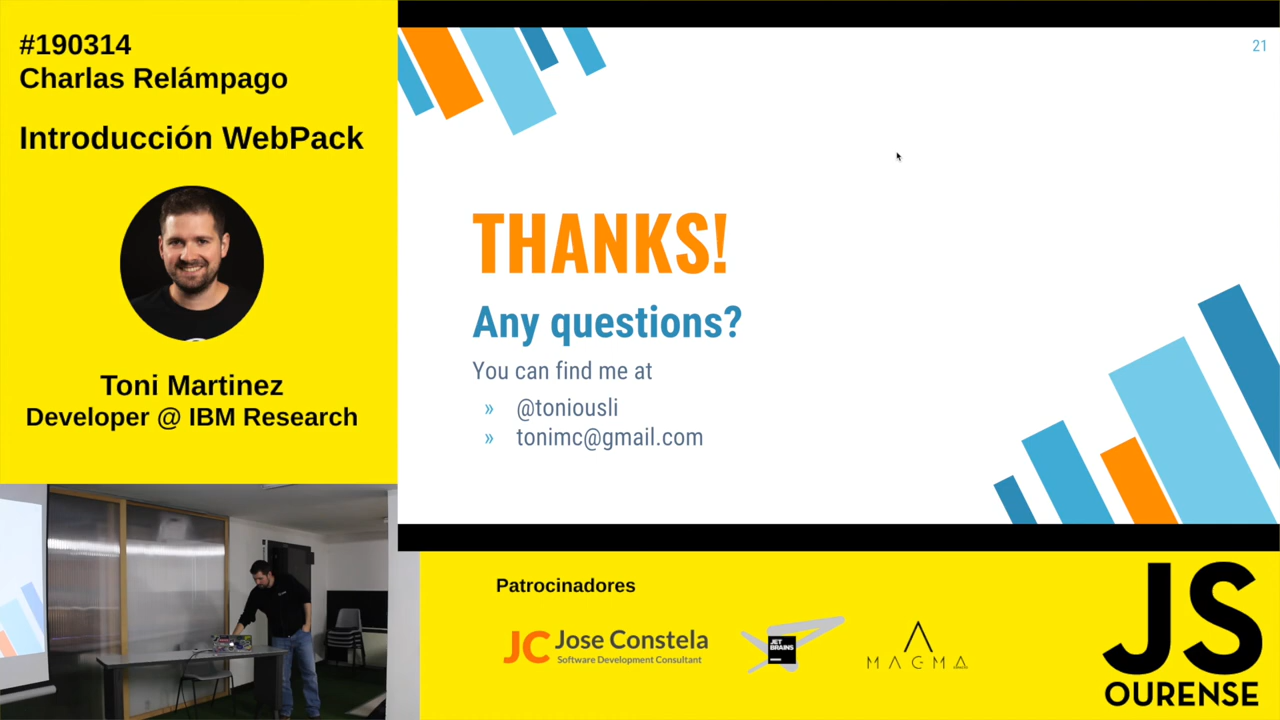 #190314
Charlas Relámpago
Introducción WebPack
Toni Martinez
Developer @ IBM Research
21
THANKS!
Any questions?
You can find me at
» @toniousli
» tonimc@gmail.com
Patrocinadores
JC Jose Constela
Software Development Consultant
JET
BRAINS
MAGMA
JS
OURENSE